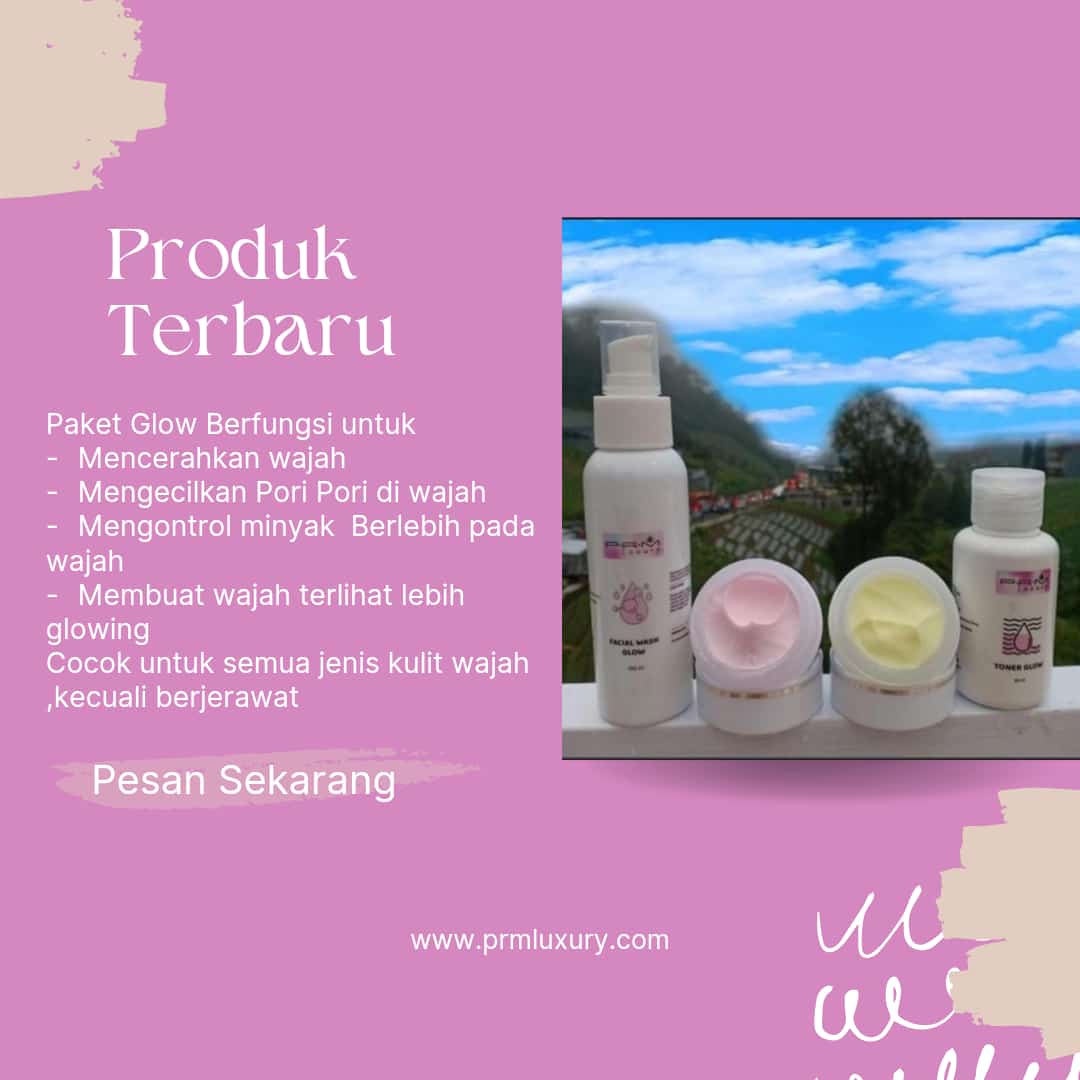 Produk
Terbaru
Paket Glow Berfungsi untuk
- Mencerahkan wajah
- Mengecilkan Pori Pori di wajah
- Mengontrol minyak  Berlebih pada
wajah
- Membuat wajah terlihat lebih
glowing
Cocok untuk semua jenis kulit wajah
,kecuali berjerawat
Pesan Sekarang
FACIAL WASH
GLOW
TONER GLOW
www.prmluxury.com